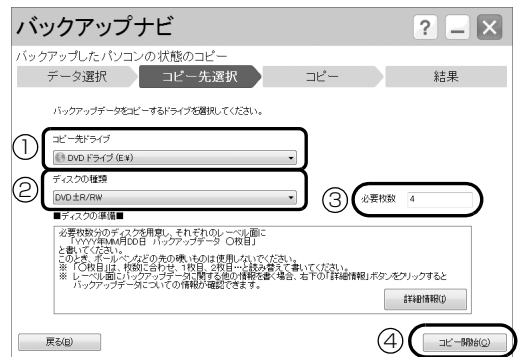 バックアップナビ
? － ×
バックアップしたパソコンの状態のコピー
データ選択 コピー先選択 コピー 結果
バックアップデータをコピーするドライブを選択してください。
① コピー先ドライブ
DVD ドライブ (E:¥)
② ディスクの種類
DVD±R/RW
③ 必要枚数 4
■ディスクの準備■
必要枚数分のディスクを用意し、それぞれのレーベル面に
「YYYY年MM月DD日 バックアップデータ ○枚目」
と書いてください。
このとき、ボールペンなどの先の硬いものは使用しないでください。
※ 「○枚目」は、枚数に合わせ、1枚目、2枚目…と読み替えて書いてください。
※ レーベル面にバックアップデータに関する他の情報を書く場合、右下の「詳細情報」ボタンをクリックすると
バックアップデータについての情報が確認できます。
詳細情報(I)
戻る(B)
④ コピー開始(C)